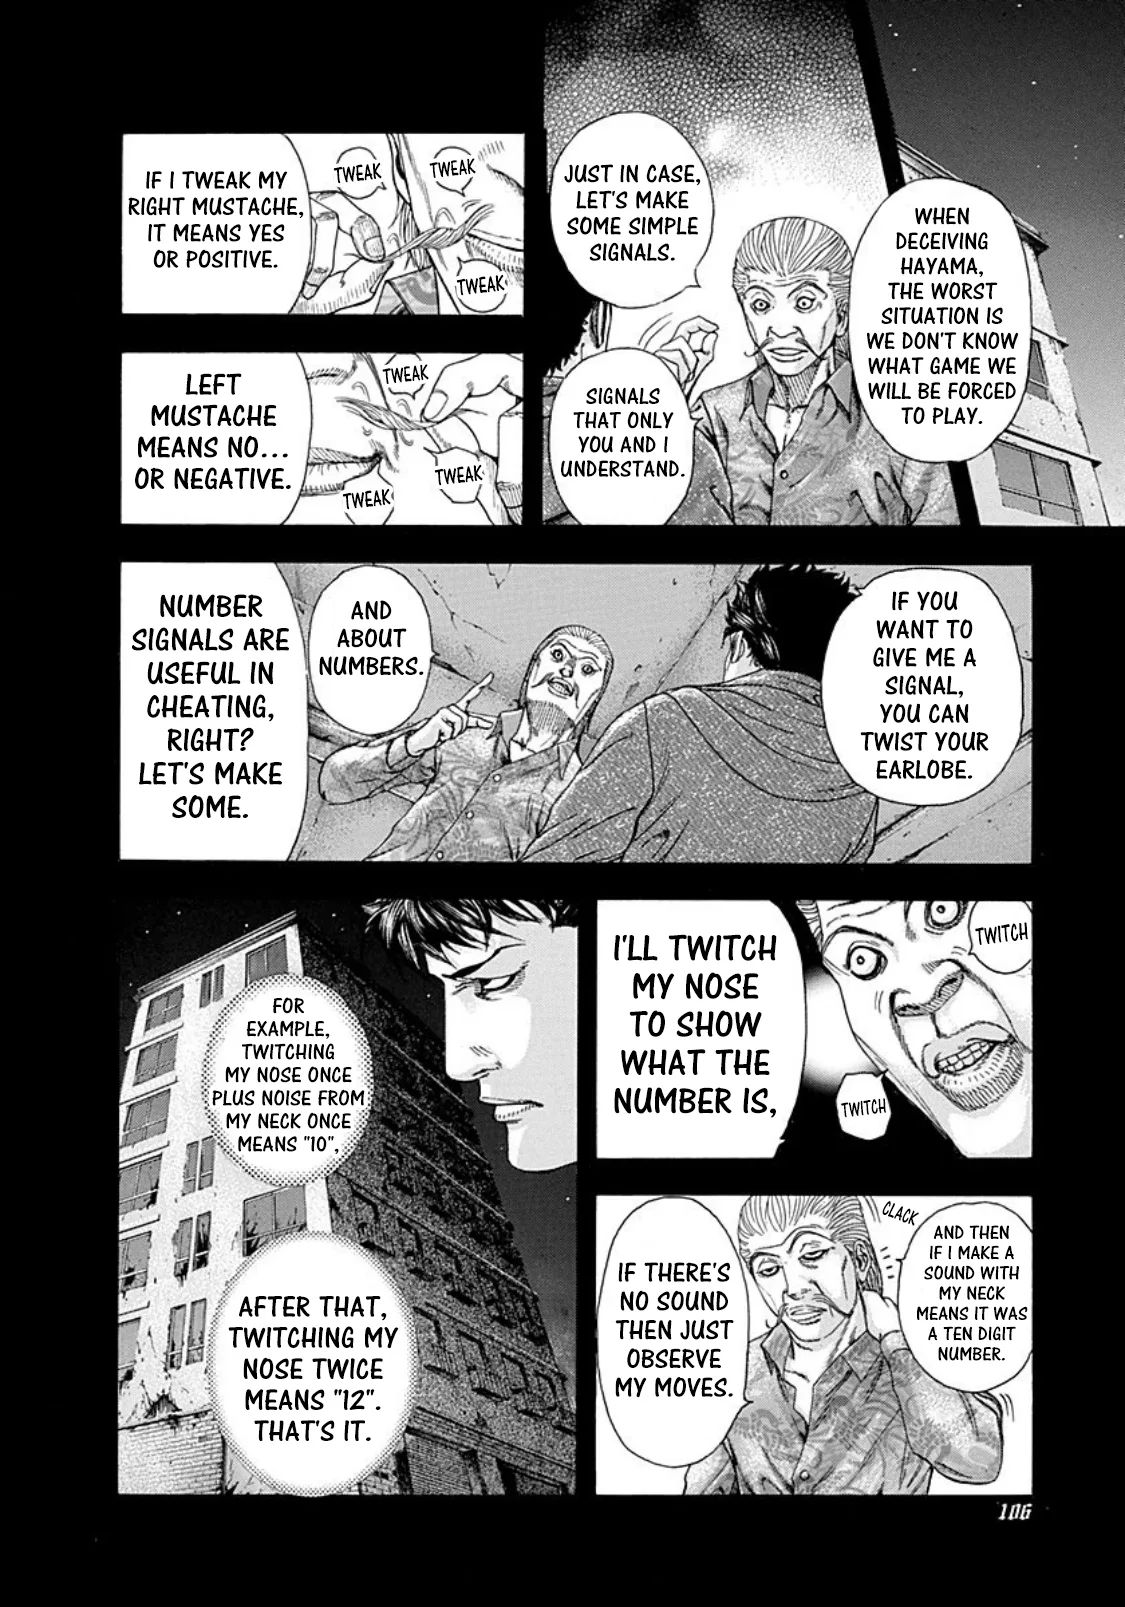 WHEN
DECEIVING
HAYAMA,
THE WORST
SITUATION IS
WE DON'T KNOW
WHAT GAME WE
WILL BE FORCED
TO PLAY.
JUST IN CASE,
LET'S MAKE
SOME SIMPLE
SIGNALS.
SIGNALS
THAT ONLY
YOU AND I
UNDERSTAND.
IF I TWEAK MY
RIGHT MUSTACHE,
IT MEANS YES
OR POSITIVE.
TWEAK
TWEAK
TWEAK
LEFT
MUSTACHE
MEANS NO...
OR NEGATIVE.
TWEAK
TWEAK
TWEAK
TWEAK
IF YOU
WANT TO
GIVE ME A
SIGNAL,
YOU CAN
TWIST YOUR
EARLOBE.
AND
ABOUT
NUMBERS.
NUMBER
SIGNALS ARE
USEFUL IN
CHEATING,
RIGHT?
LET'S MAKE
SOME.
TWITCH
TWITCH
I'LL TWITCH
MY NOSE
TO SHOW
WHAT THE
NUMBER IS,
CLACK
AND THEN
IF I MAKE A
SOUND WITH
MY NECK
MEANS IT WAS
A TEN DIGIT
NUMBER.
IF THERE'S
NO SOUND
THEN JUST
OBSERVE
MY MOVES.
FOR
EXAMPLE,
TWITCHING
MY NOSE ONCE
PLUS NOISE FROM
MY NECK ONCE
MEANS "10",
AFTER THAT,
TWITCHING MY
NOSE TWICE
MEANS "12".
THAT'S IT.
106